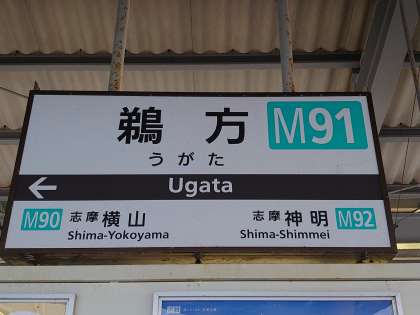 鵜方 M91
うがた
← Ugata
M90 志摩横山 志摩神明 M92
Shima-Yokoyama Shima-Shimmei